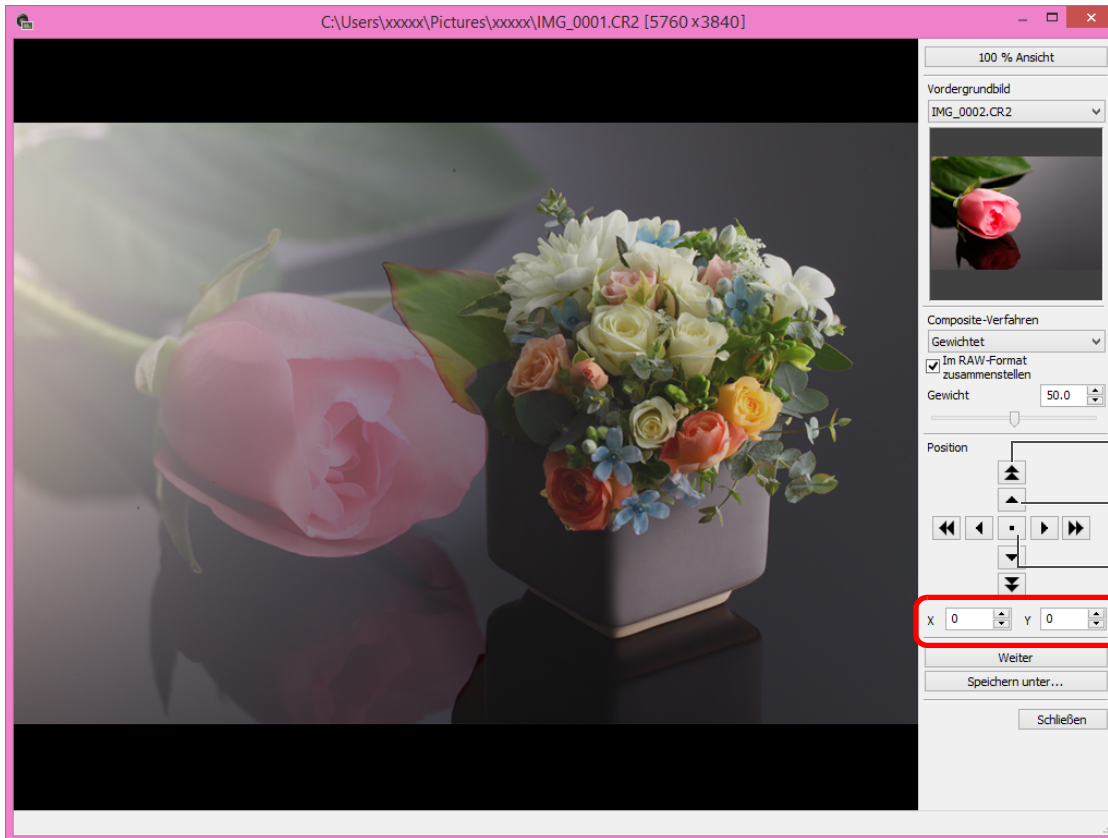 C:\Users\xxxxx\Pictures\xxxxx\IMG_0001.CR2 [5760 x 3840]
100 % Ansicht
Vordergrundbild
IMG_0002.CR2
Composite-Verfahren
Gewichtet
Im RAW-Format
zusammenstellen
Gewicht 50.0
Position
X 0 Y 0
Weiter
Speichern unter...
Schließen